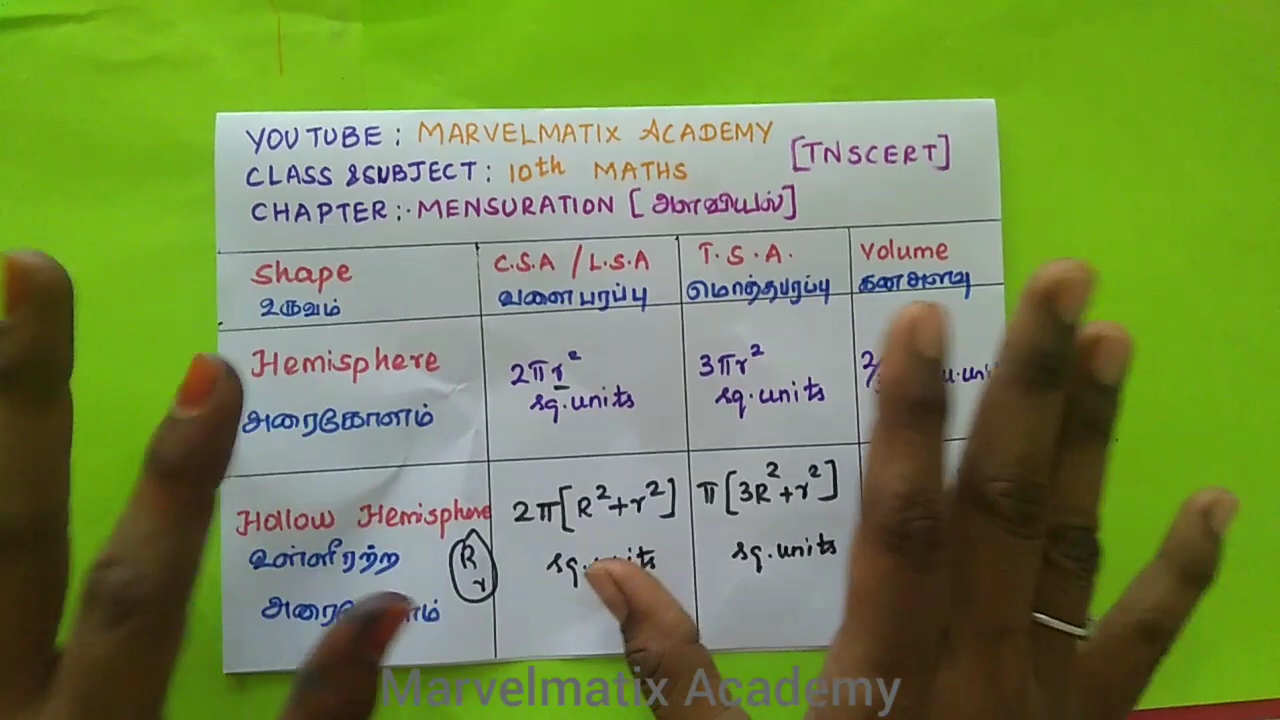 YOUTUBE : MARVELMATIX ACADEMY
[TNSCERT]
CLASS & SUBJECT : 10th MATHS
CHAPTER :· MENSURATION [அளவியல்]
Shape
உருவம்
C.S.A / L.S.A
வளைபரப்பு
T.S.A.
மொத்தபரப்பு
Volume
கனஅளவு
Hemisphere
அரைகோளம்
2πr²
sq.units
3πr²
sq.units
Hollow Hemisphere
உள்ளீரற்ற
R
r
2π[R²+r²]
π[3R²+r²]
sq.units
Marvelmatix Academy